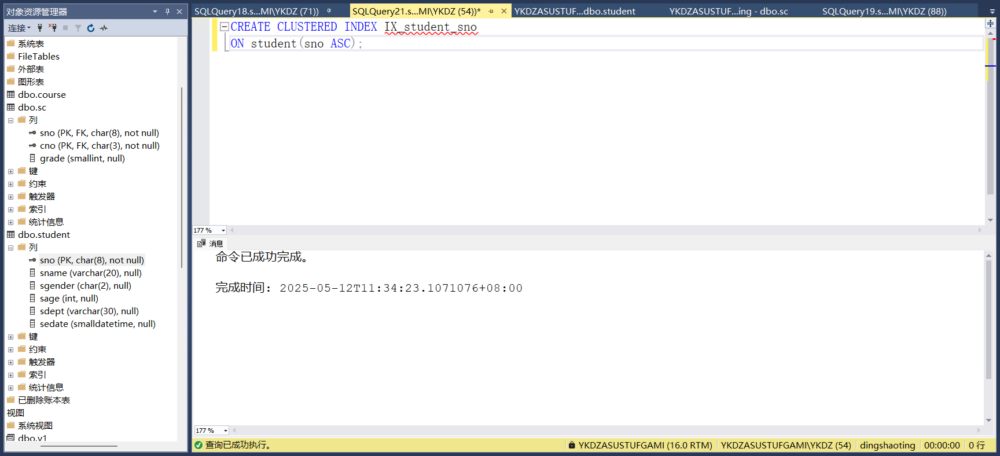 对象资源管理器
连接
系统表
FileTables
外部表
图形表
dbo.course
dbo.sc
列
sno (PK, FK, char(8), not null)
cno (PK, FK, char(3), not null)
grade (smallint, null)
键
约束
触发器
索引
统计信息
dbo.student
列
sno (PK, char(8), not null)
sname (varchar(20), null)
sgender (char(2), null)
sage (int, null)
sdept (varchar(30), null)
sedate (smalldatetime, null)
键
约束
触发器
索引
统计信息
已删除账本表
视图
系统视图
dbo.v1
SQLQuery18.s...MI\YKDZ (71))
SQLQuery21.s...MI\YKDZ (54))*
YKDZASUSTUF...dbo.student
YKDZASUSTUF...ing - dbo.sc
SQLQuery19.s...MI\YKDZ (88))
CREATE CLUSTERED INDEX IX_student_sno
ON student(sno ASC);
177 %
消息
命令已成功完成。
完成时间: 2025-05-12T11:34:23.1071076+08:00
177 %
查询已成功执行。
YKDZASUSTUFGAMI (16.0 RTM)
YKDZASUSTUFGAMI\YKDZ (54)
dingshaoting
00:00:00
0 行